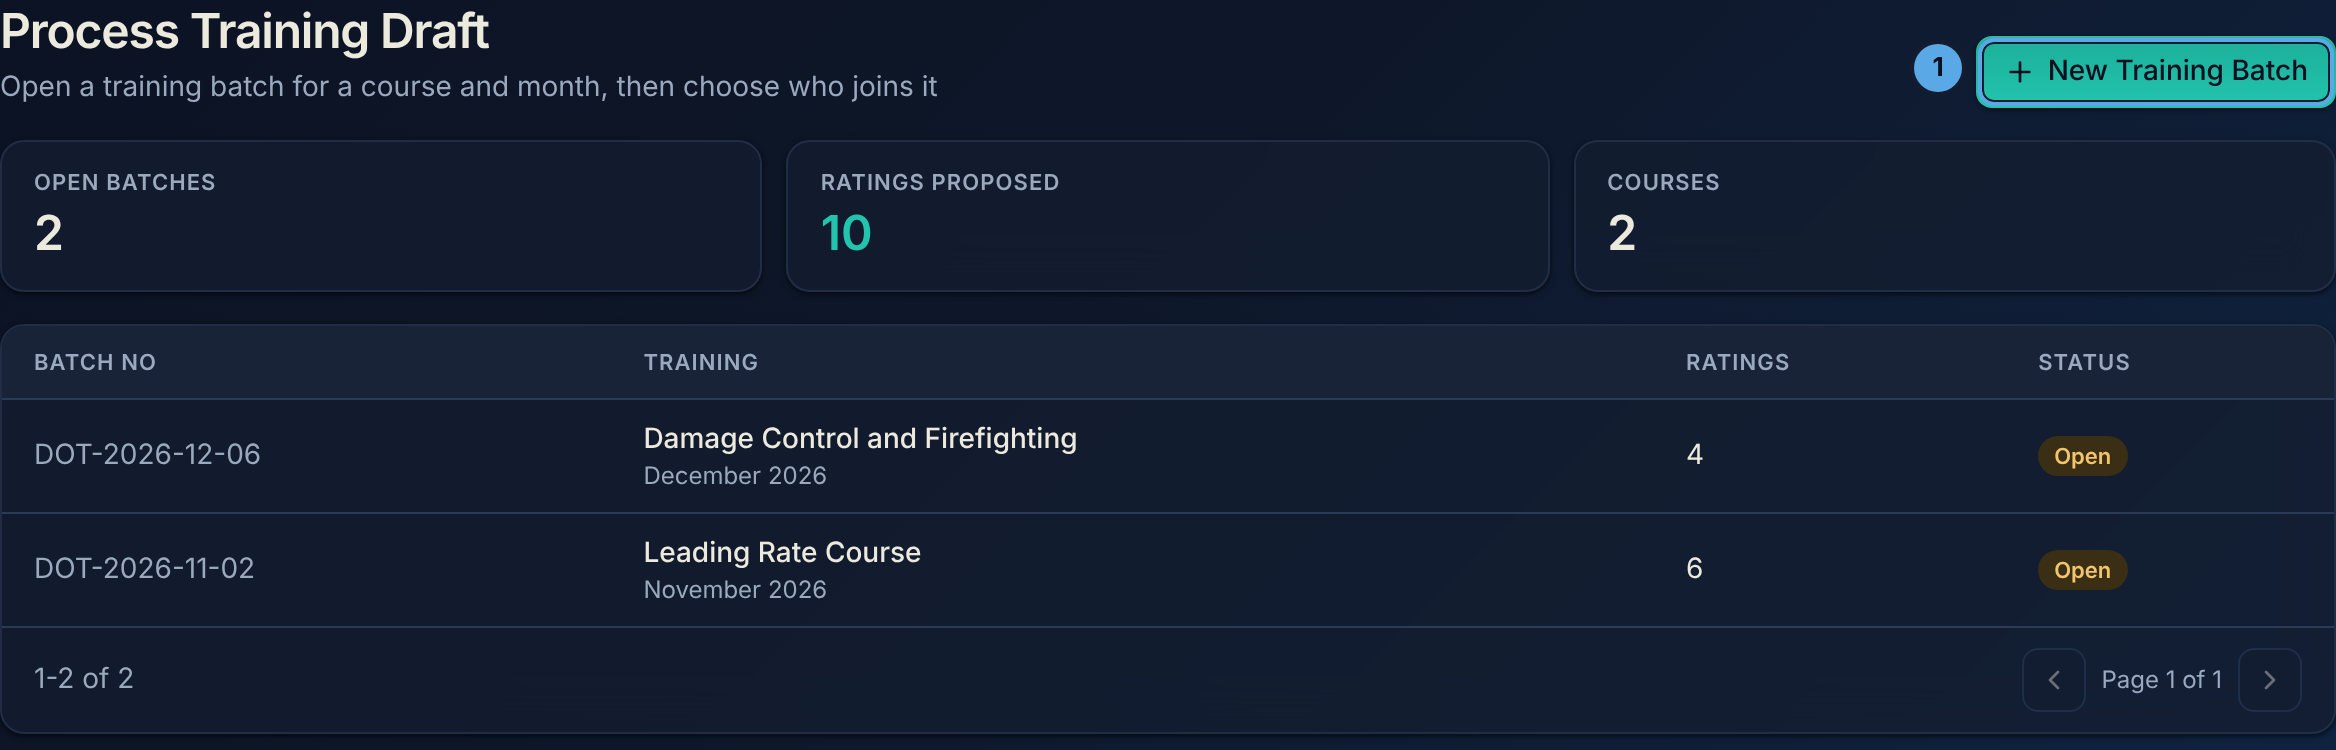 Process Training Draft
Open a training batch for a course and month, then choose who joins it
1
+ New Training Batch
OPEN BATCHES
2
RATINGS PROPOSED
10
COURSES
2
BATCH NO TRAINING RATINGS STATUS
DOT-2026-12-06 Damage Control and Firefighting 4 Open
December 2026
DOT-2026-11-02 Leading Rate Course 6 Open
November 2026
1-2 of 2
Page 1 of 1